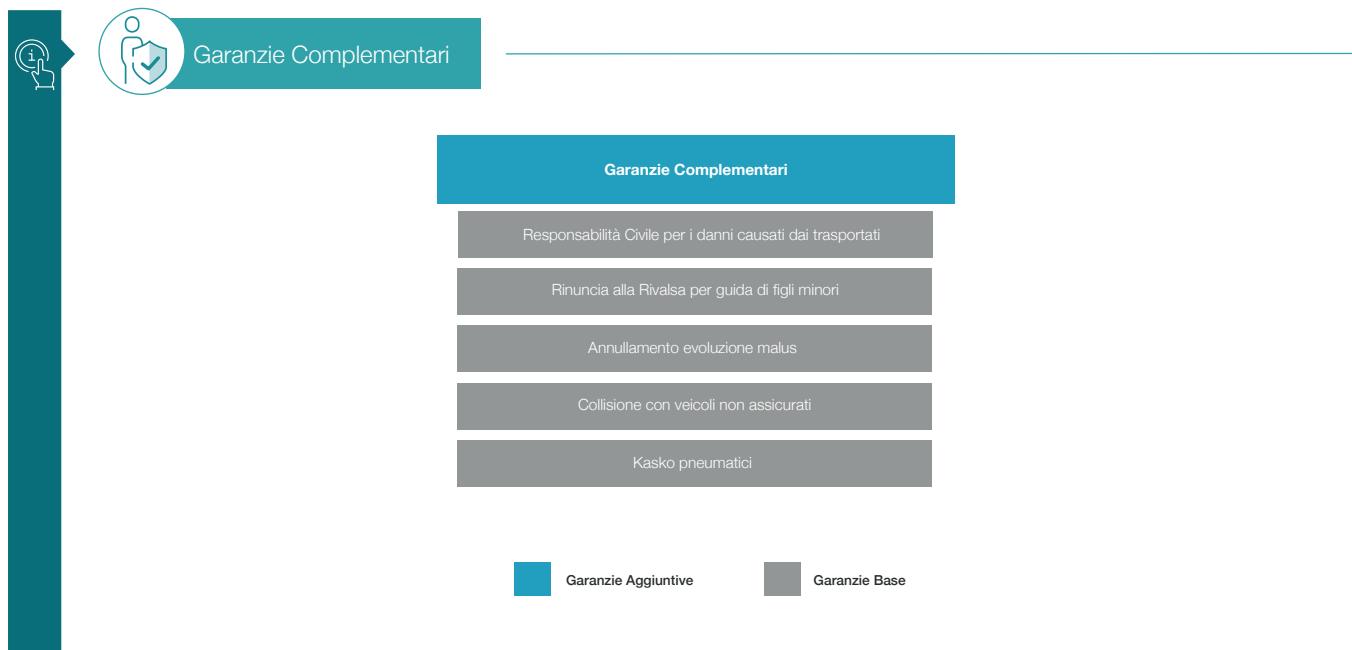 Garanzie Complementari
Garanzie Complementari
Responsabilità Civile per i danni causati dai trasportati
Rinuncia alla Rivalsa per guida di figli minori
Annullamento evoluzione malus
Collisione con veicoli non assicurati
Kasko pneumatici
Garanzie Aggiuntive
Garanzie Base